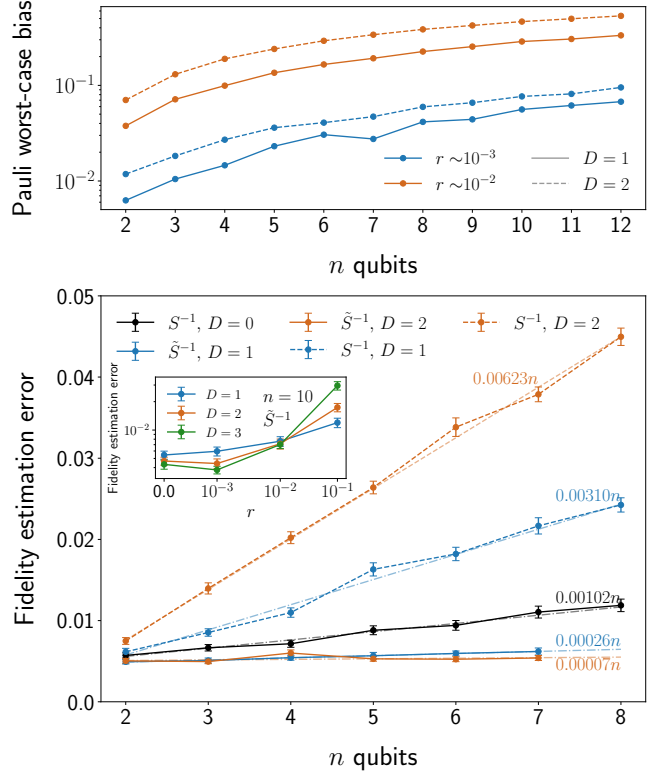 Pauli worst-case bias
10⁻¹
10⁻²
r ∼10⁻³
D = 1
r ∼10⁻²
D = 2
2 3 4 5 6 7 8 9 10 11 12
n qubits
Fidelity estimation error
0.05
0.04
0.03
0.02
0.01
0.0
S⁻¹, D = 0
S̃⁻¹, D = 2
S⁻¹, D = 2
S̃⁻¹, D = 1
S⁻¹, D = 1
0.00623n
0.00310n
0.00102n
0.00026n
0.00007n
Fidelity estimation error
10⁻²
D = 1
D = 2
D = 3
n = 10
S̃⁻¹
0.0 10⁻³ 10⁻² 10⁻¹
r
2 3 4 5 6 7 8
n qubits